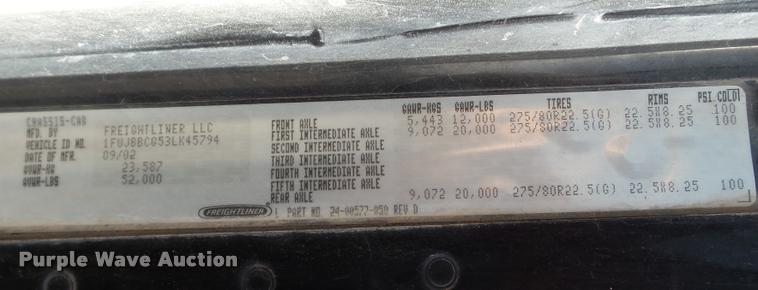 CHASSIS-CAB
MFD. BY FREIGHTLINER LLC
VEHICLE ID NO. 1FUJBBCG53LK45794
DATE OF MFR. 09/02
GVWR-KG 23,587
GVWR-LBS 52,000
GAWR-KGS GAWR-LBS TIRES RIMS PSI.COLD
FRONT AXLE 5,443 12,000 275/80R22.5(G) 22.5X8.25 100
FIRST INTERMEDIATE AXLE 9,072 20,000 275/80R22.5(G) 22.5X8.25 100
SECOND INTERMEDIATE AXLE
THIRD INTERMEDIATE AXLE
FOURTH INTERMEDIATE AXLE
FIFTH INTERMEDIATE AXLE
REAR AXLE 9,072 20,000 275/80R22.5(G) 22.5X8.25 100
FREIGHTLINER PART NO 24-00577-050 REV D
Purple Wave Auction